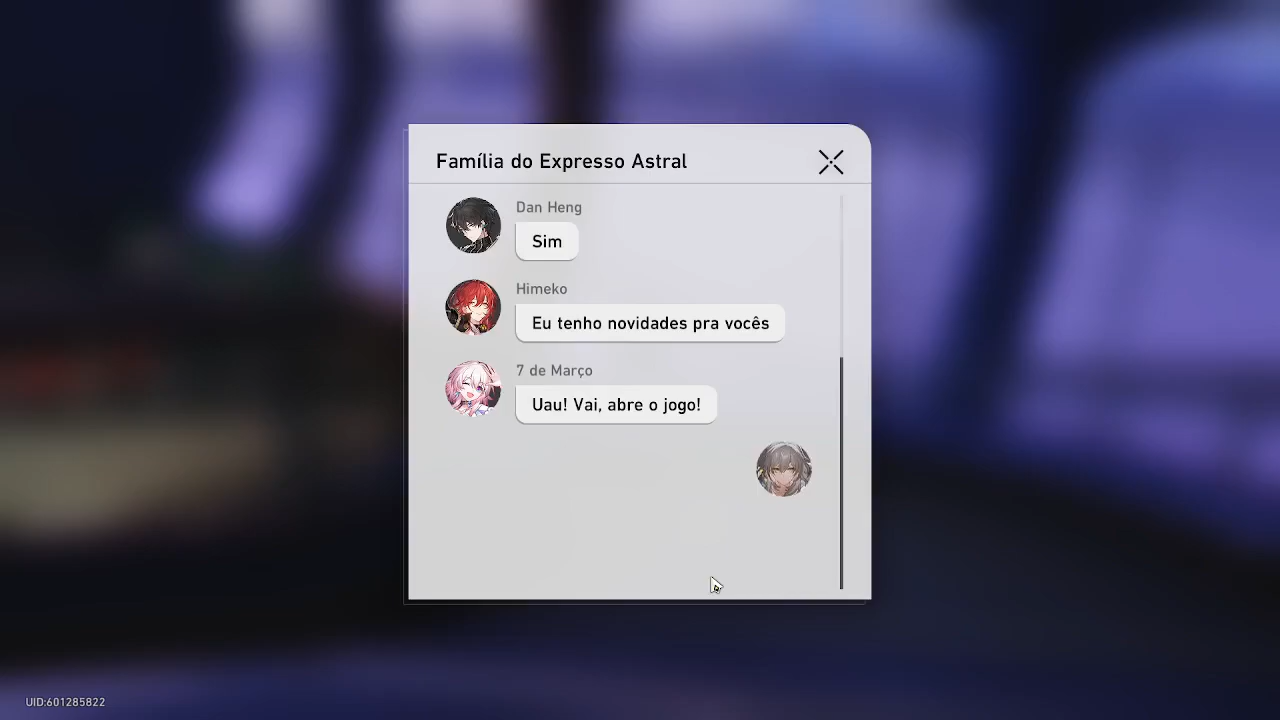 Família do Expresso Astral
Dan Heng
Sim
Himeko
Eu tenho novidades pra vocês
7 de Março
Uau! Vai, abre o jogo!
UID:601285822